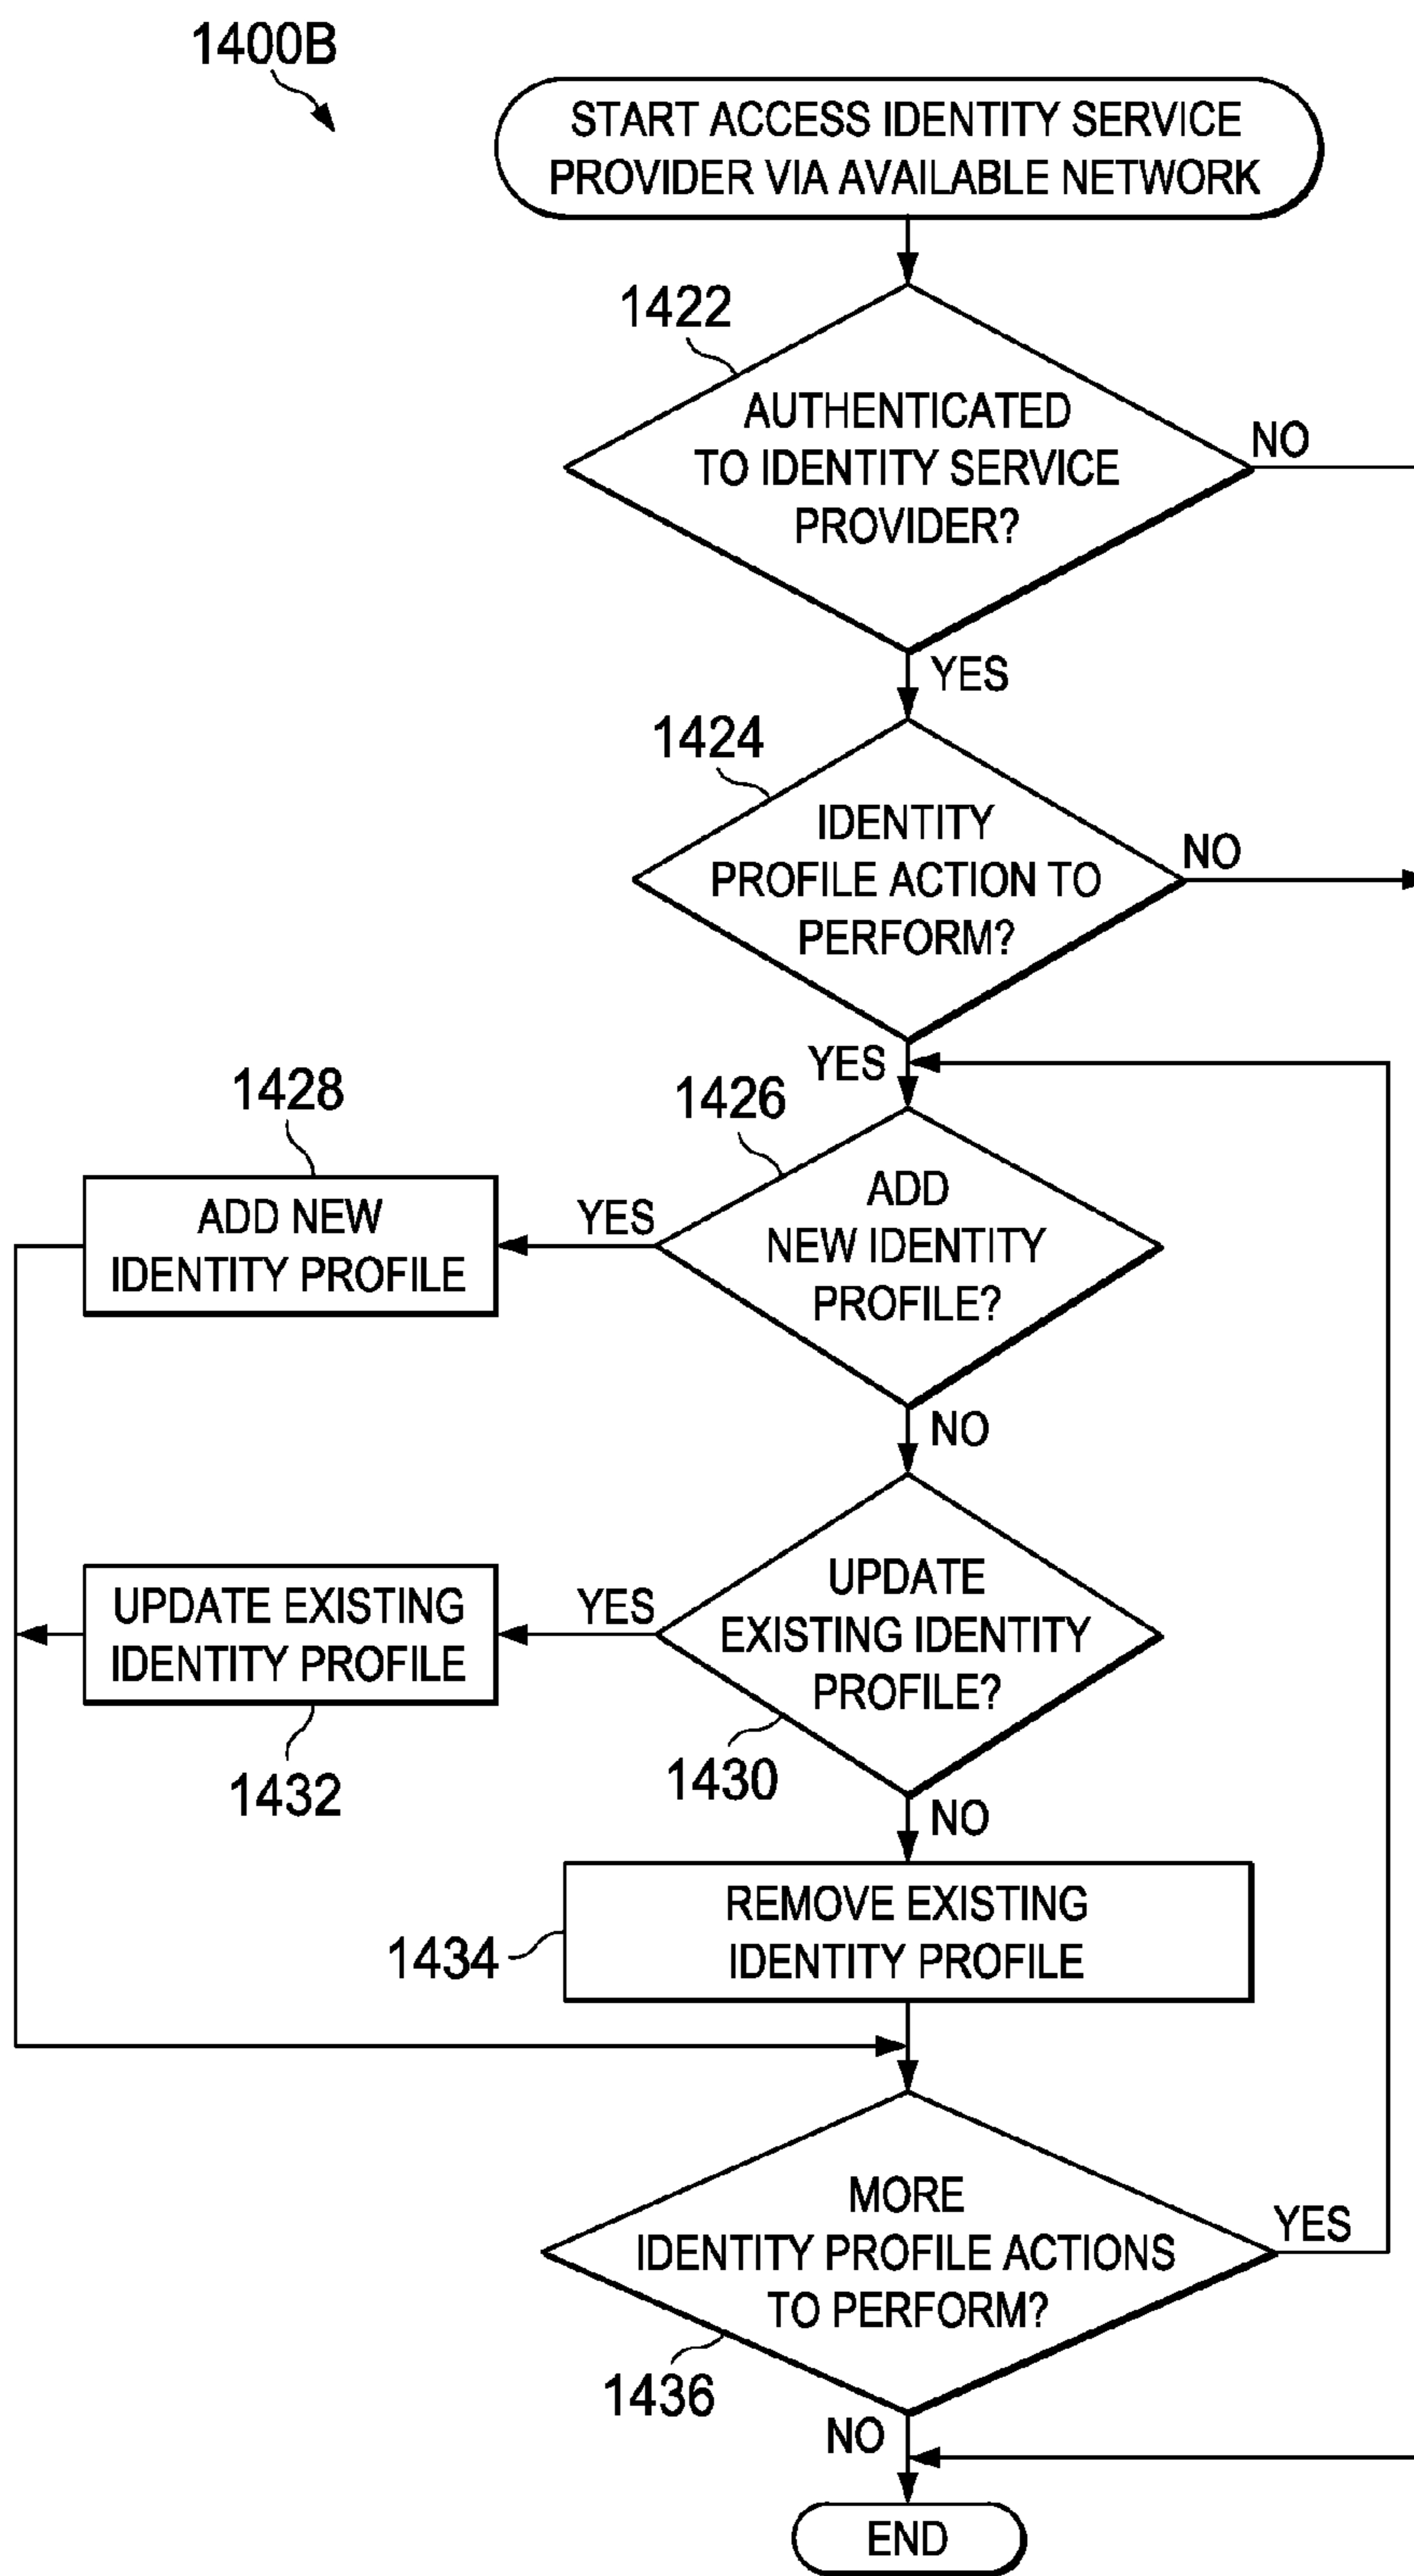 1400B
START ACCESS IDENTITY SERVICE
PROVIDER VIA AVAILABLE NETWORK
1422
AUTHENTICATED
TO IDENTITY SERVICE
PROVIDER?
NO
YES
1424
IDENTITY
PROFILE ACTION TO
PERFORM?
NO
YES
1426
1428
ADD
NEW IDENTITY
PROFILE?
YES
ADD NEW
IDENTITY PROFILE
NO
UPDATE
EXISTING IDENTITY
PROFILE?
YES
UPDATE EXISTING
IDENTITY PROFILE
1432
1430
NO
REMOVE EXISTING
IDENTITY PROFILE
1434
MORE
IDENTITY PROFILE ACTIONS
TO PERFORM?
YES
1436
NO
END